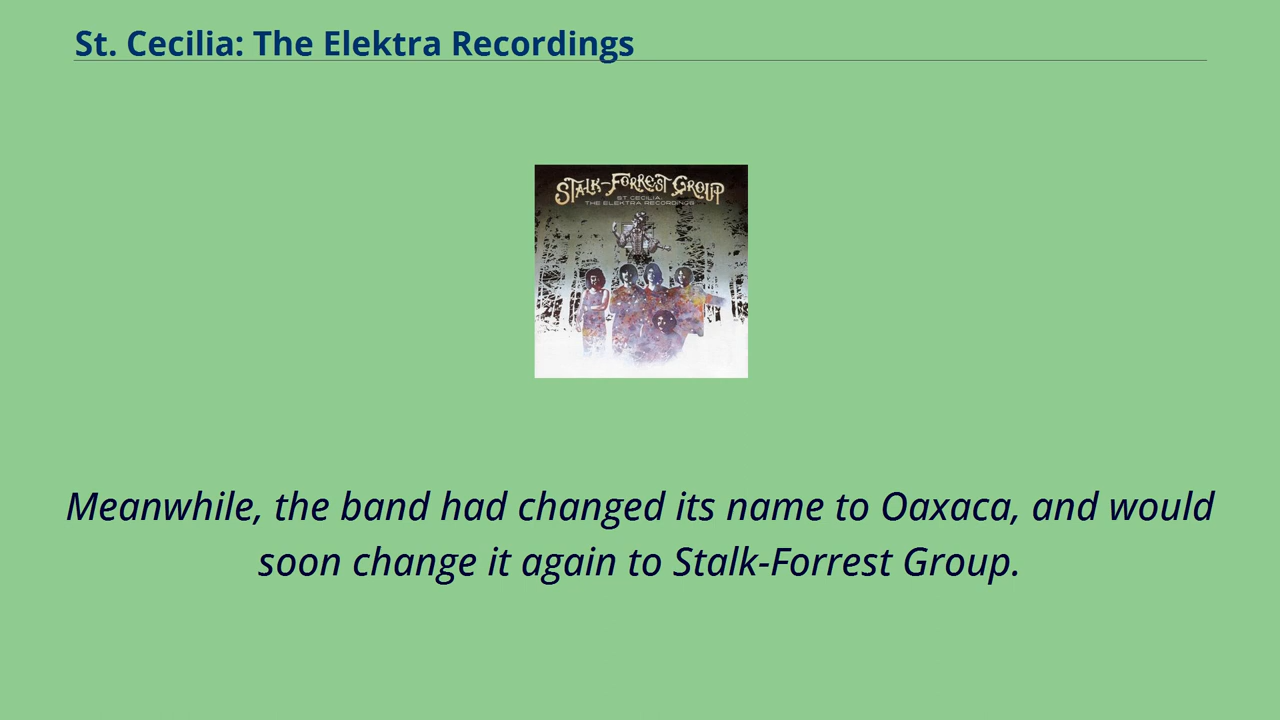 St. Cecilia: The Elektra Recordings
STALK-FORREST GROUP
ST. CECILIA:
THE ELEKTRA RECORDINGS
Meanwhile, the band had changed its name to Oaxaca, and would
soon change it again to Stalk-Forrest Group.